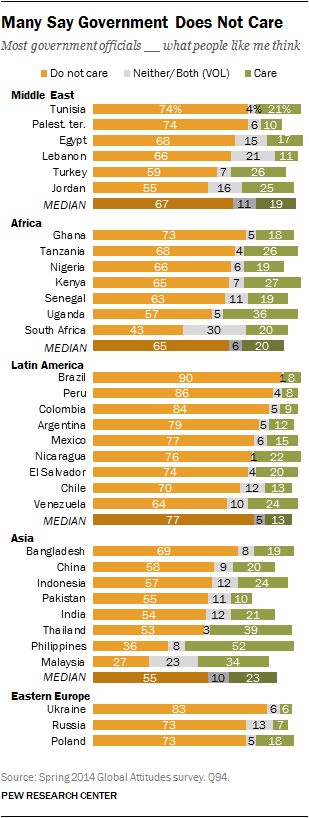 Many Say Government Does Not Care
Most government officials __ what people like me think
Do not care Neither/Both (VOL) Care
Middle East
Tunisia 74% 4% 21%
Palest. ter. 74 6 10
Egypt 68 15 17
Lebanon 66 21 11
Turkey 59 7 26
Jordan 55 16 25
MEDIAN 67 11 19
Africa
Ghana 73 5 18
Tanzania 68 4 26
Nigeria 66 6 19
Kenya 65 7 27
Senegal 63 11 19
Uganda 57 5 36
South Africa 43 30 20
MEDIAN 65 6 20
Latin America
Brazil 90 1 8
Peru 86 4 8
Colombia 84 5 9
Argentina 79 5 12
Mexico 77 6 15
Nicaragua 76 1 22
El Salvador 74 4 20
Chile 70 12 13
Venezuela 64 10 24
MEDIAN 77 5 13
Asia
Bangladesh 69 8 19
China 58 9 20
Indonesia 57 12 24
Pakistan 55 11 10
India 54 12 21
Thailand 53 3 39
Philippines 36 8 52
Malaysia 27 23 34
MEDIAN 55 10 23
Eastern Europe
Ukraine 83 6 6
Russia 73 13 7
Poland 73 5 18
Source: Spring 2014 Global Attitudes survey. Q94.
PEW RESEARCH CENTER